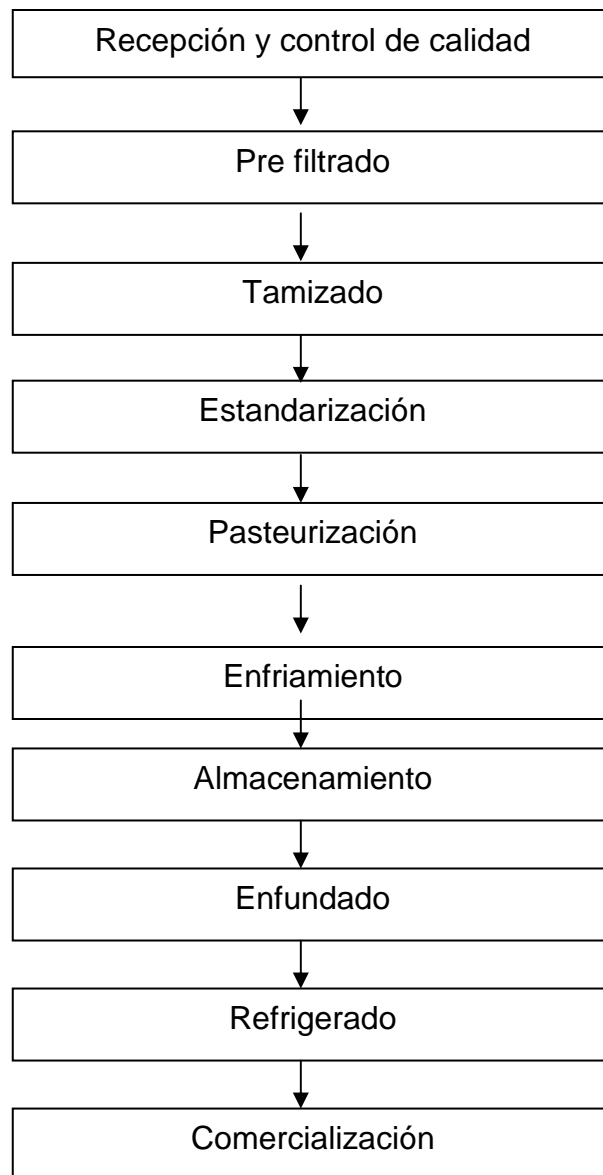 Recepción y control de calidad
Pre filtrado
Tamizado
Estandarización
Pasteurización
Enfriamiento
Almacenamiento
Enfundado
Refrigerado
Comercialización